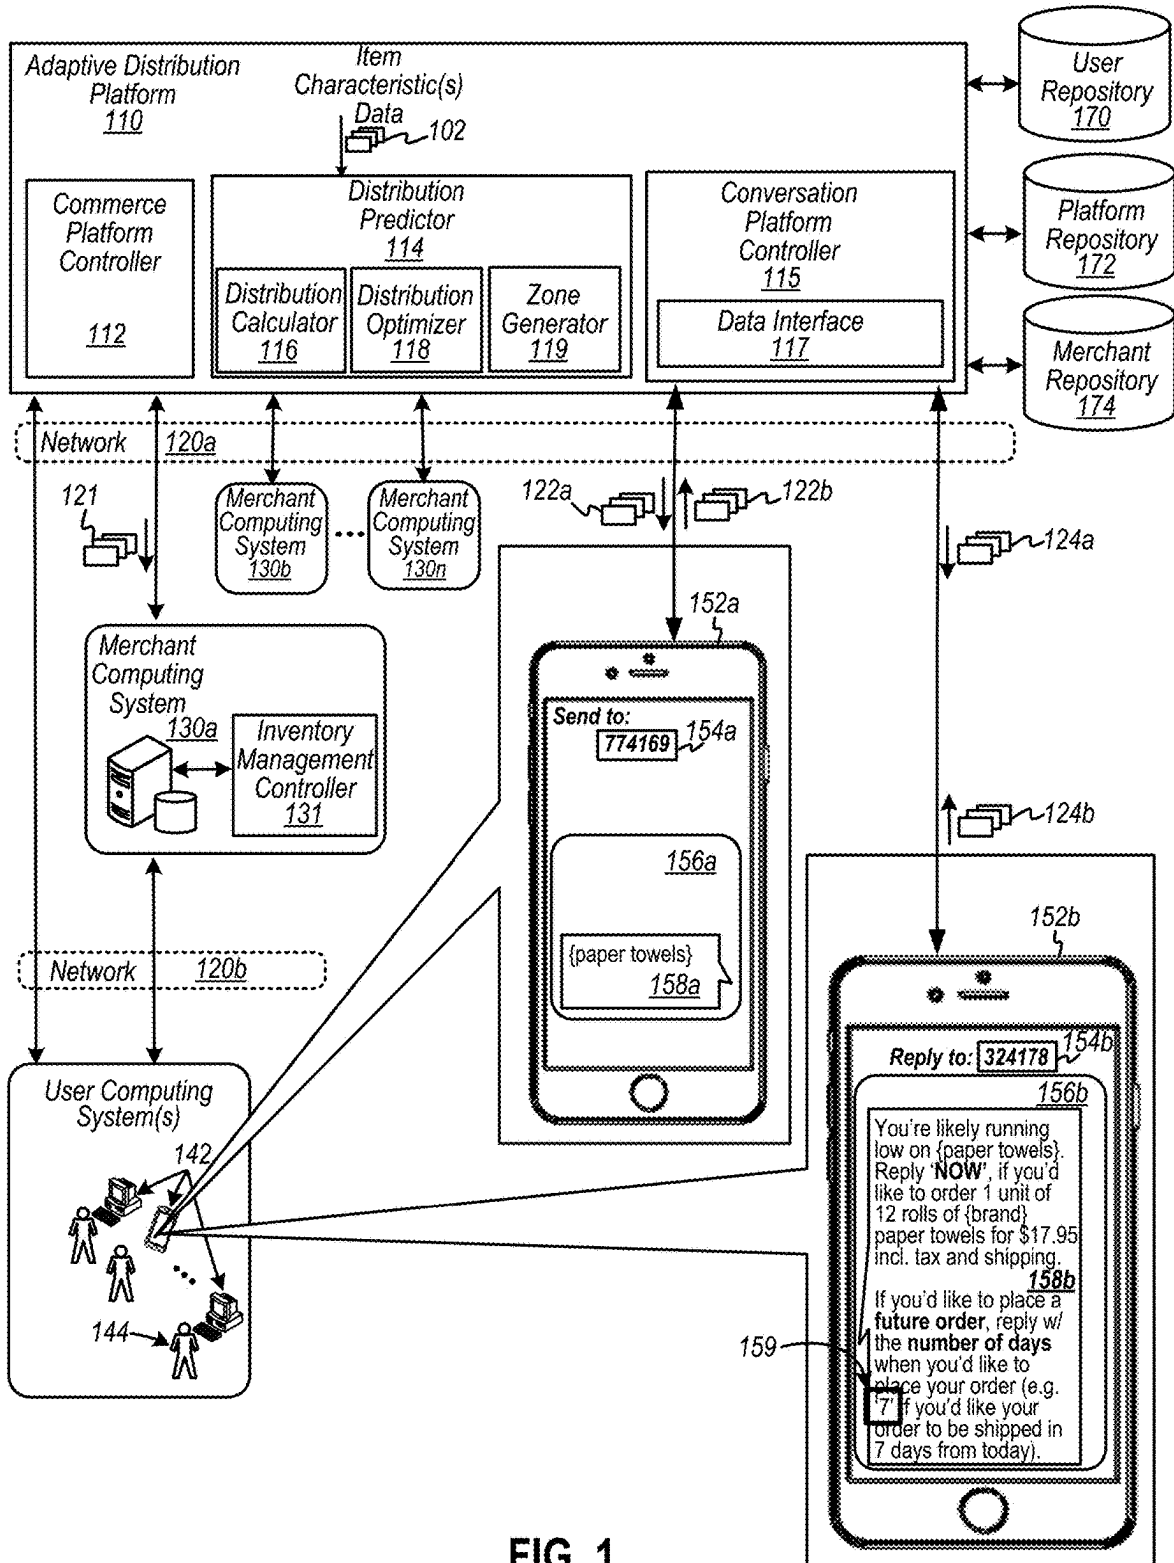 Adaptive Distribution
Platform
110
Item
Characteristic(s)
Data
102
Commerce
Platform
Controller
112
Distribution
Predictor
114
Distribution
Calculator
116
Distribution
Optimizer
118
Zone
Generator
119
Conversation
Platform
Controller
115
Data Interface
117
User
Repository
170
Platform
Repository
172
Merchant
Repository
174
Network 120a
121
Merchant
Computing
System
130b
Merchant
Computing
System
130n
122a
122b
124a
Merchant
Computing
System
130a
Inventory
Management
Controller
131
152a
Send to:
774169
154a
156a
{paper towels}
158a
124b
Network 120b
152b
Reply to: 324178
154b
156b
You're likely running
low on {paper towels}.
Reply 'NOW', if you'd
like to order 1 unit of
12 rolls of {brand}
paper towels for $17.95
incl. tax and shipping.
158b
If you'd like to place a
future order, reply w/
the number of days
when you'd like to
place your order (e.g.
'7' if you'd like your
order to be shipped in
7 days from today).
159
User Computing
System(s)
142
144
FIG. 1